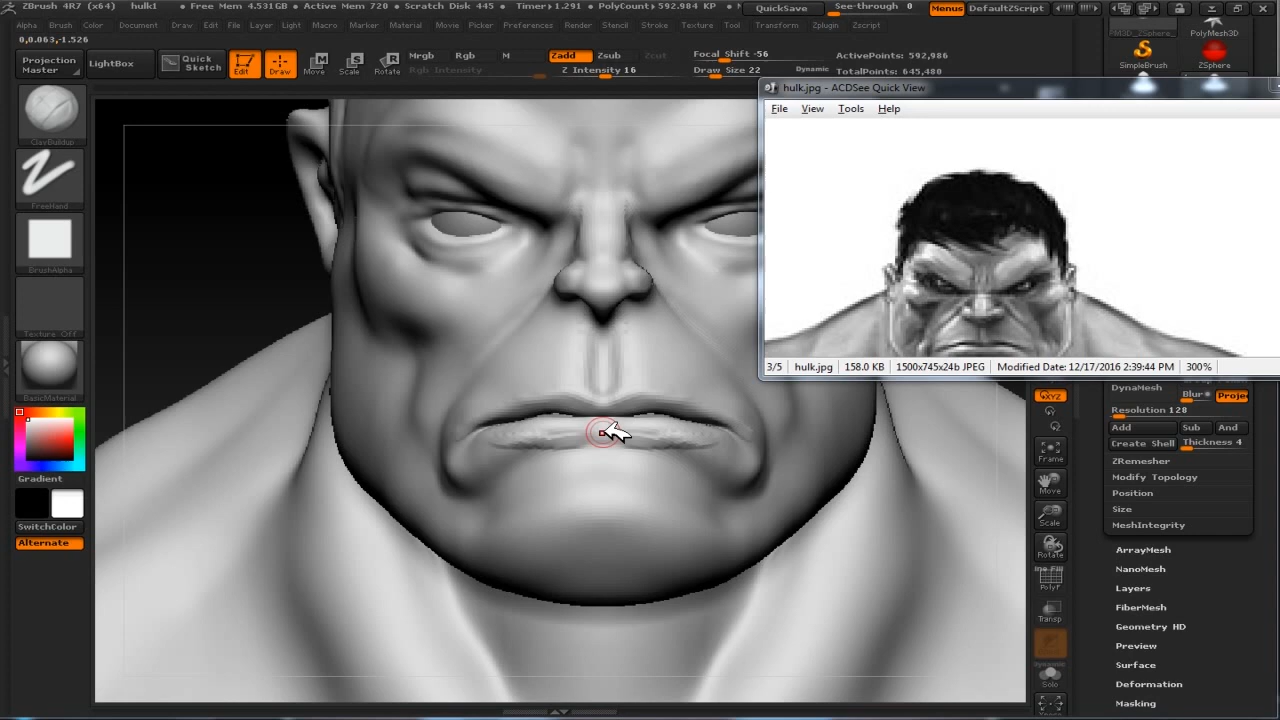 ZBrush 4R7 (x64) hulk1 • Free Mem 4.531GB • Active Mem 720 • Scratch Disk 445 • Timer▸1.291 • PolyCount▸592.984 KP
QuickSave See-through 0 Menus DefaultZScript
Alpha Brush Color Document Draw Edit File Layer Light Macro Marker Material Movie Picker Preferences Render Stencil Stroke Texture Tool Transform Zplugin Zscript
0,0.063,-1.526
Projection Master
LightBox
Quick Sketch
Edit
Draw
Move
Scale
Rotate
Mrgb Rgb M
Rgb Intensity
Zadd Zsub Zcut
Z Intensity 16
Focal Shift -56
Draw Size 22
Dynamic
ActivePoints: 592,986
TotalPoints: 645,480
PolyMesh3D
SimpleBrush
ZSphere
ClayBuildup
FreeHand
BrushAlpha
Texture Off
BasicMaterial
Gradient
SwitchColor
Alternate
hulk.jpg - ACDSee Quick View
File View Tools Help
3/5 hulk.jpg 158.0 KB 1500x745x24b JPEG Modified Date: 12/17/2016 2:39:44 PM 300%
XYZ
Frame
Move
Scale
Rotate
PolyF
Transp
Dynamic
Solo
Xpose
DynaMesh
Blur
Proje
Resolution 128
Add Sub And
Create Shell Thickness 4
ZRemesher
Modify Topology
Position
Size
MeshIntegrity
ArrayMesh
NanoMesh
Layers
FiberMesh
Geometry HD
Preview
Surface
Deformation
Masking